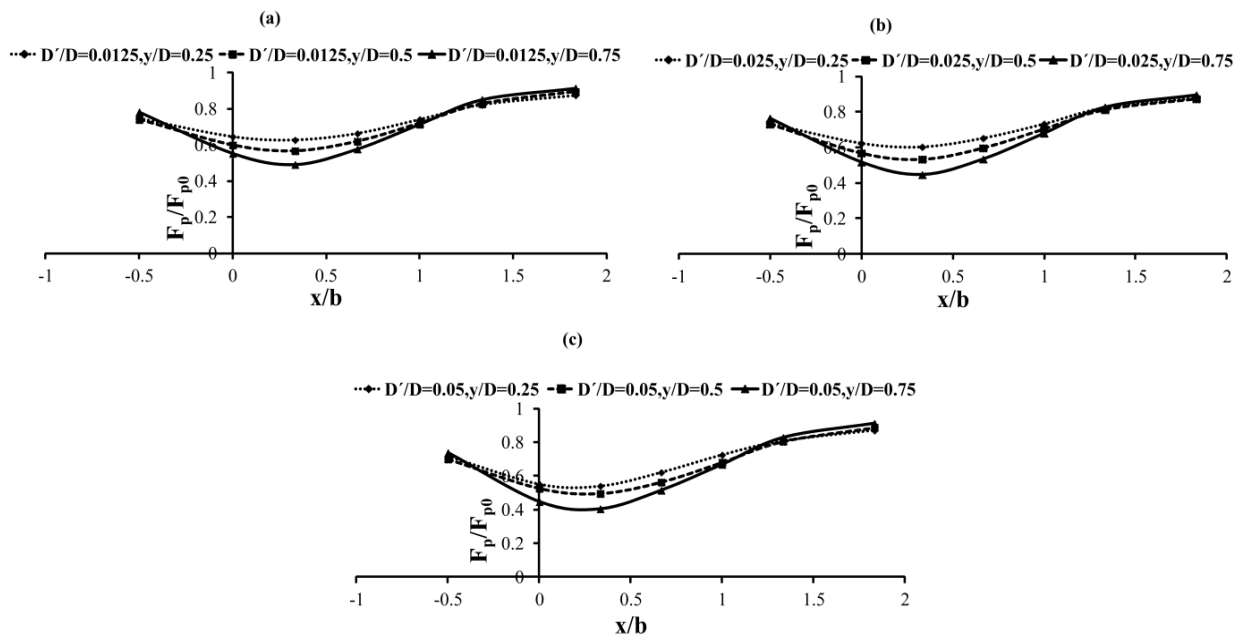 (a)
D´/D=0.0125,y/D=0.25 D´/D=0.0125,y/D=0.5 D´/D=0.0125,y/D=0.75
1
0.8
0.6
0.4
0.2
0
Fp/Fp0
-1 -0.5 0 0.5 1 1.5 2
x/b
(b)
D´/D=0.025,y/D=0.25 D´/D=0.025,y/D=0.5 D´/D=0.025,y/D=0.75
1
0.8
0.6
0.4
0.2
0
Fp/Fp0
-1 -0.5 0 0.5 1 1.5 2
x/b
(c)
D´/D=0.05,y/D=0.25 D´/D=0.05,y/D=0.5 D´/D=0.05,y/D=0.75
1
0.8
0.6
0.4
0.2
0
Fp/Fp0
-1 -0.5 0 0.5 1 1.5 2
x/b